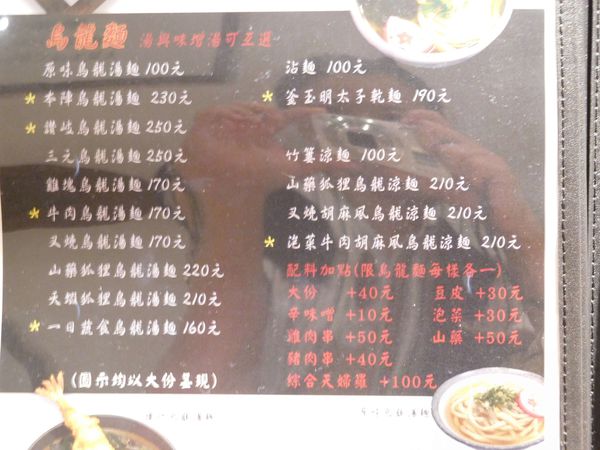 烏龍麵 湯與味增湯可互選
原味烏龍湯麵 100元
本陣烏龍湯麵 230元
讚岐烏龍湯麵 250元
三元烏龍湯麵 250元
雞塊烏龍湯麵 170元
牛肉烏龍湯麵 170元
叉燒烏龍湯麵 170元
山藥狐狸烏龍湯麵 220元
天蝦狐狸烏龍湯麵 210元
一日蔬食烏龍湯麵 160元
(圖示均以大份呈現)
沾麵 100元
釜玉明太子乾麵 190元
竹簍涼麵 100元
山藥狐狸烏龍涼麵 210元
叉燒胡麻風烏龍涼麵 210元
泡菜牛肉胡麻風烏龍涼麵 210元
配料加點(限烏龍麵每樣各一)
大份 +40元 豆皮 +30元
辛味噌 +10元 泡菜 +30元
雞肉串 +50元 山藥 +50元
豬肉串 +40元
綜合天婦羅 +100元